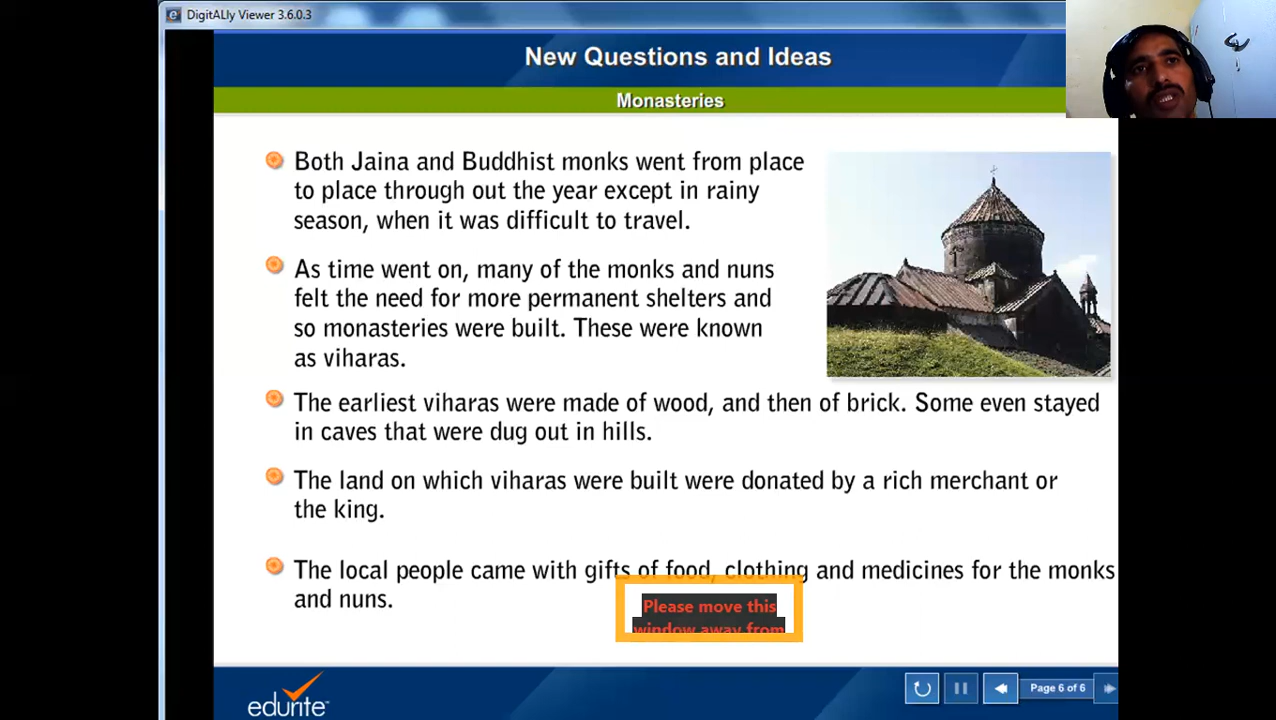 DigitALly Viewer 3.6.0.3
New Questions and Ideas
Monasteries
Both Jaina and Buddhist monks went from place
to place through out the year except in rainy
season, when it was difficult to travel.
As time went on, many of the monks and nuns
felt the need for more permanent shelters and
so monasteries were built. These were known
as viharas.
The earliest viharas were made of wood, and then of brick. Some even stayed
in caves that were dug out in hills.
The land on which viharas were built were donated by a rich merchant or
the king.
The local people came with gifts of food, clothing and medicines for the monks
and nuns.
Please move this
window away from
edurite
Page 6 of 6